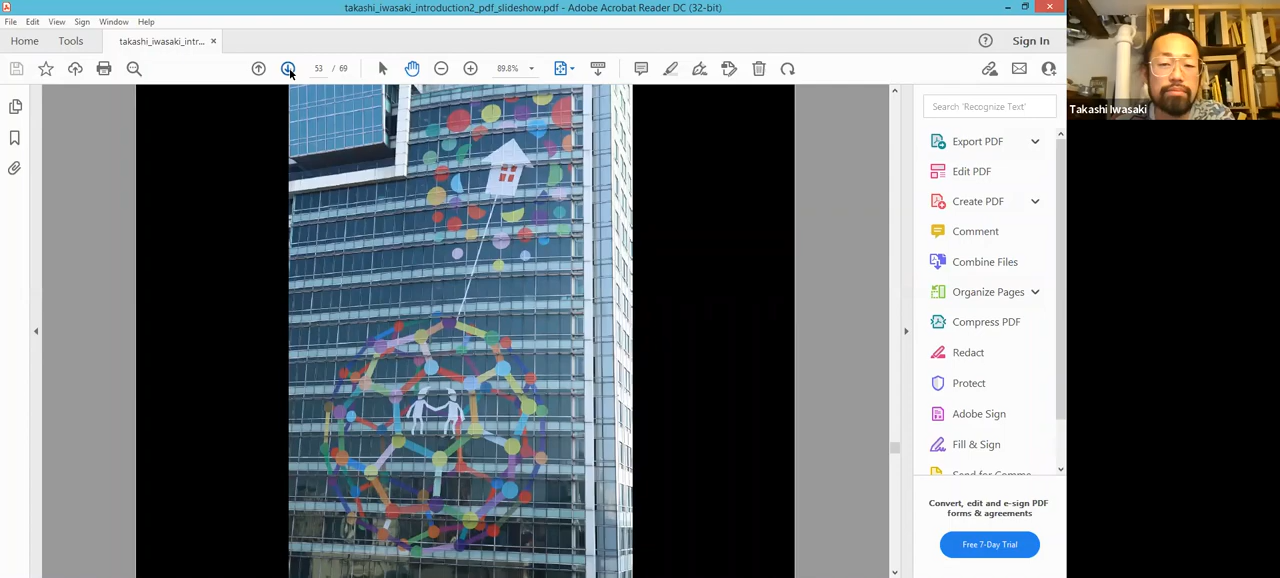 takashi_iwasaki_introduction2_pdf_slideshow.pdf - Adobe Acrobat Reader DC (32-bit)
File Edit View Sign Window Help
Home Tools takashi_iwasaki_intr... × Sign In
53 / 69 89.8%
Takashi Iwasaki
Search 'Recognize Text'
Export PDF
Edit PDF
Create PDF
Comment
Combine Files
Organize Pages
Compress PDF
Redact
Protect
Adobe Sign
Fill & Sign
Send for Comme
Convert, edit and e-sign PDF
forms & agreements
Free 7-Day Trial